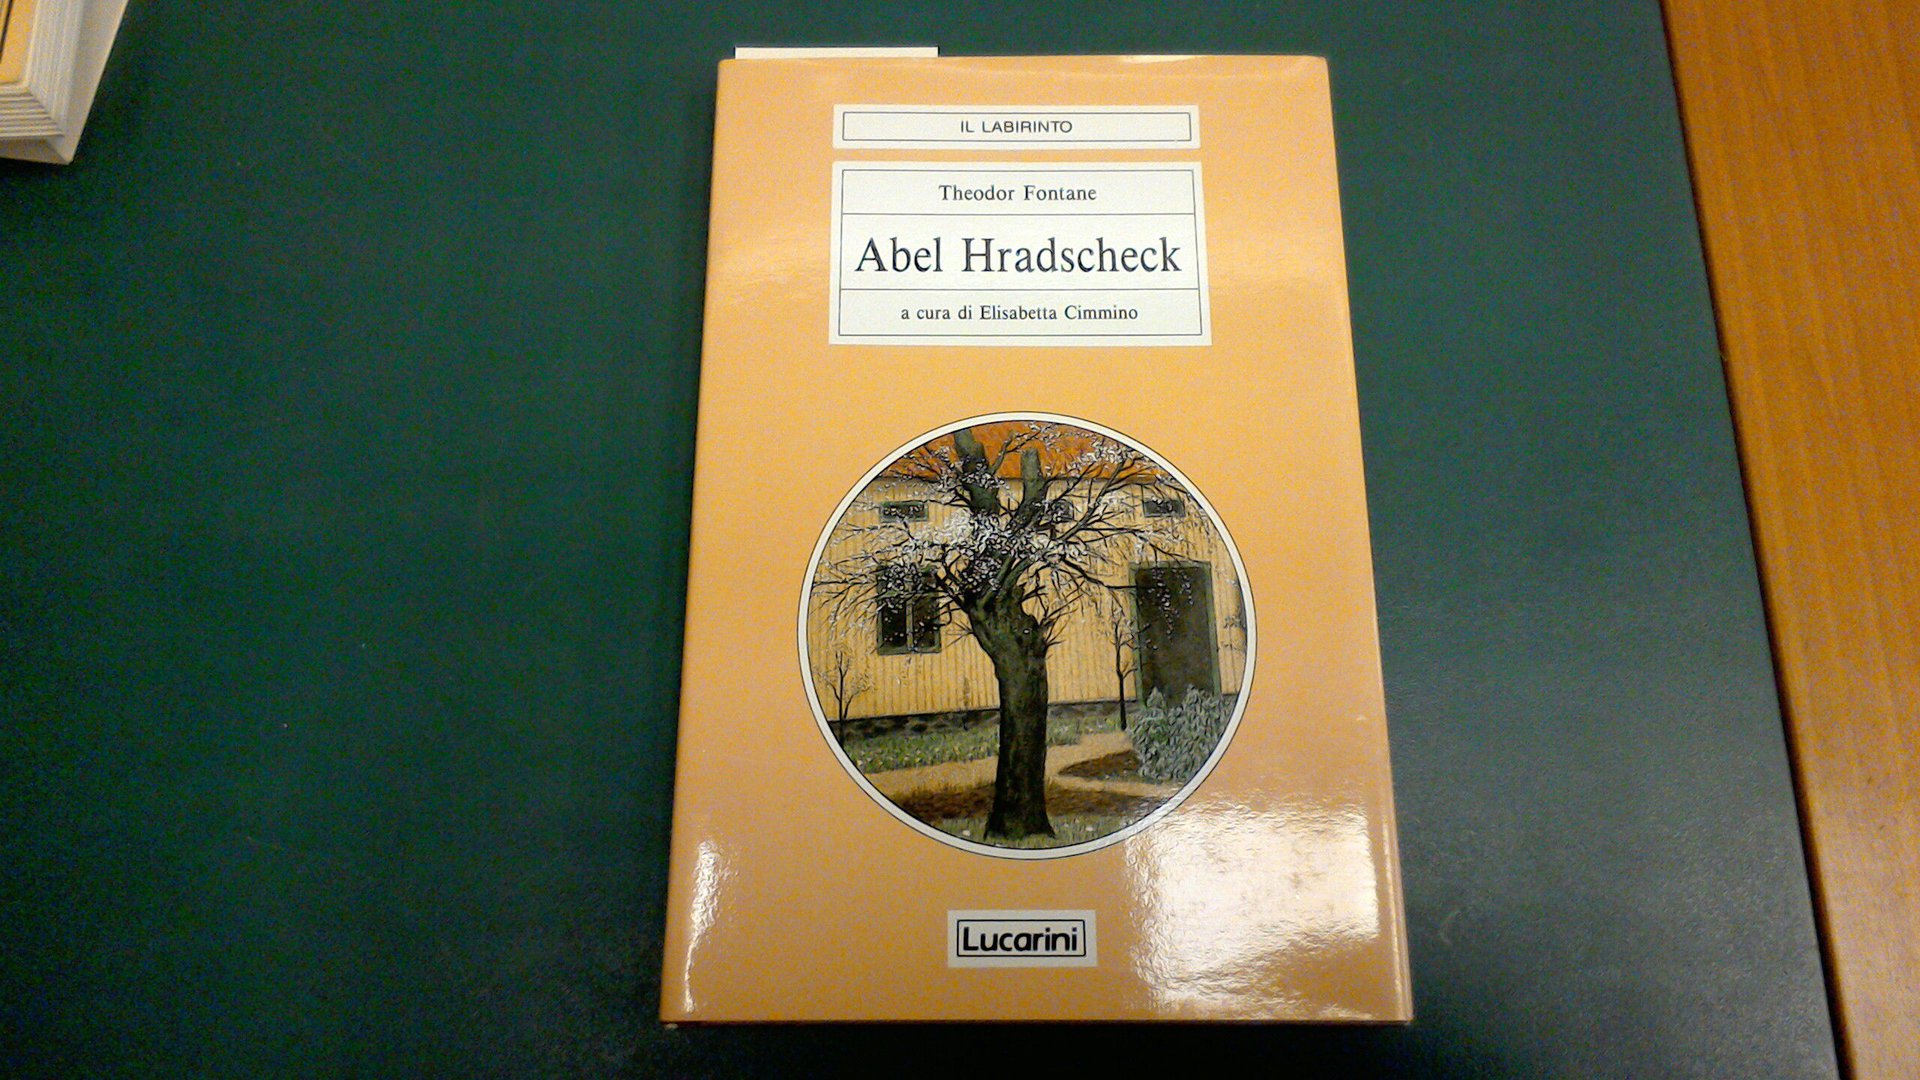 IL LABIRINTO
Theodor Fontane
Abel Hradscheck
a cura di Elisabetta Cimmino
Lucarini